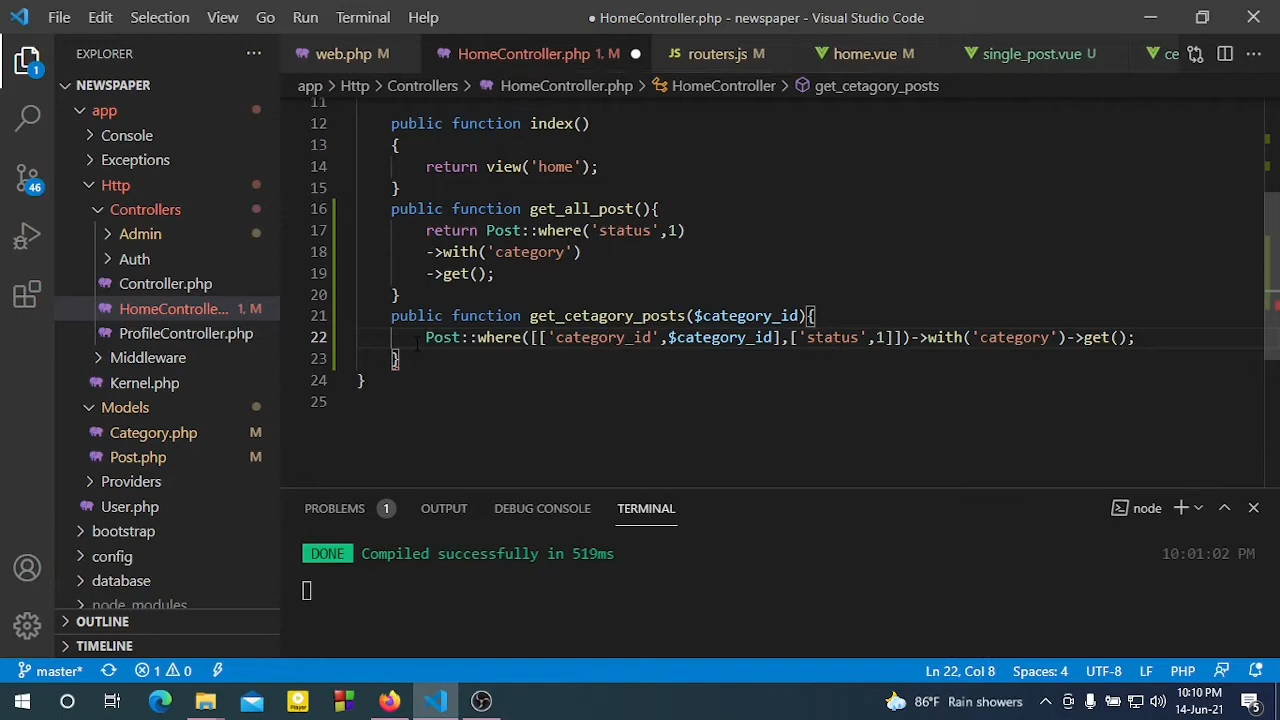 File Edit Selection View Go Run Terminal Help
● HomeController.php - newspaper - Visual Studio Code
EXPLORER
web.php M
HomeController.php 1, M
JS routers.js M
home.vue M
single_post.vue U
ce
NEWSPAPER
app > Http > Controllers > HomeController.php > HomeController > get_cetagory_posts
app
Console
Exceptions
Http
Controllers
Admin
Auth
Controller.php
HomeControlle... 1, M
ProfileController.php
Middleware
Kernel.php
Models
Category.php M
Post.php M
Providers
User.php
bootstrap
config
database
node_modules
OUTLINE
TIMELINE
1
46
11
12 public function index()
13 {
14 return view('home');
15 }
16 public function get_all_post(){
17 return Post::where('status',1)
18 ->with('category')
19 ->get();
20 }
21 public function get_cetagory_posts($category_id){
22 Post::where([['category_id',$category_id],['status',1]])->with('category')->get();
23 }
24 }
25
PROBLEMS 1 OUTPUT DEBUG CONSOLE TERMINAL
node
DONE Compiled successfully in 519ms 10:01:02 PM
master* 1 0 Ln 22, Col 8 Spaces: 4 UTF-8 LF PHP
Player
86°F Rain showers
10:10 PM
14-Jun-21
5